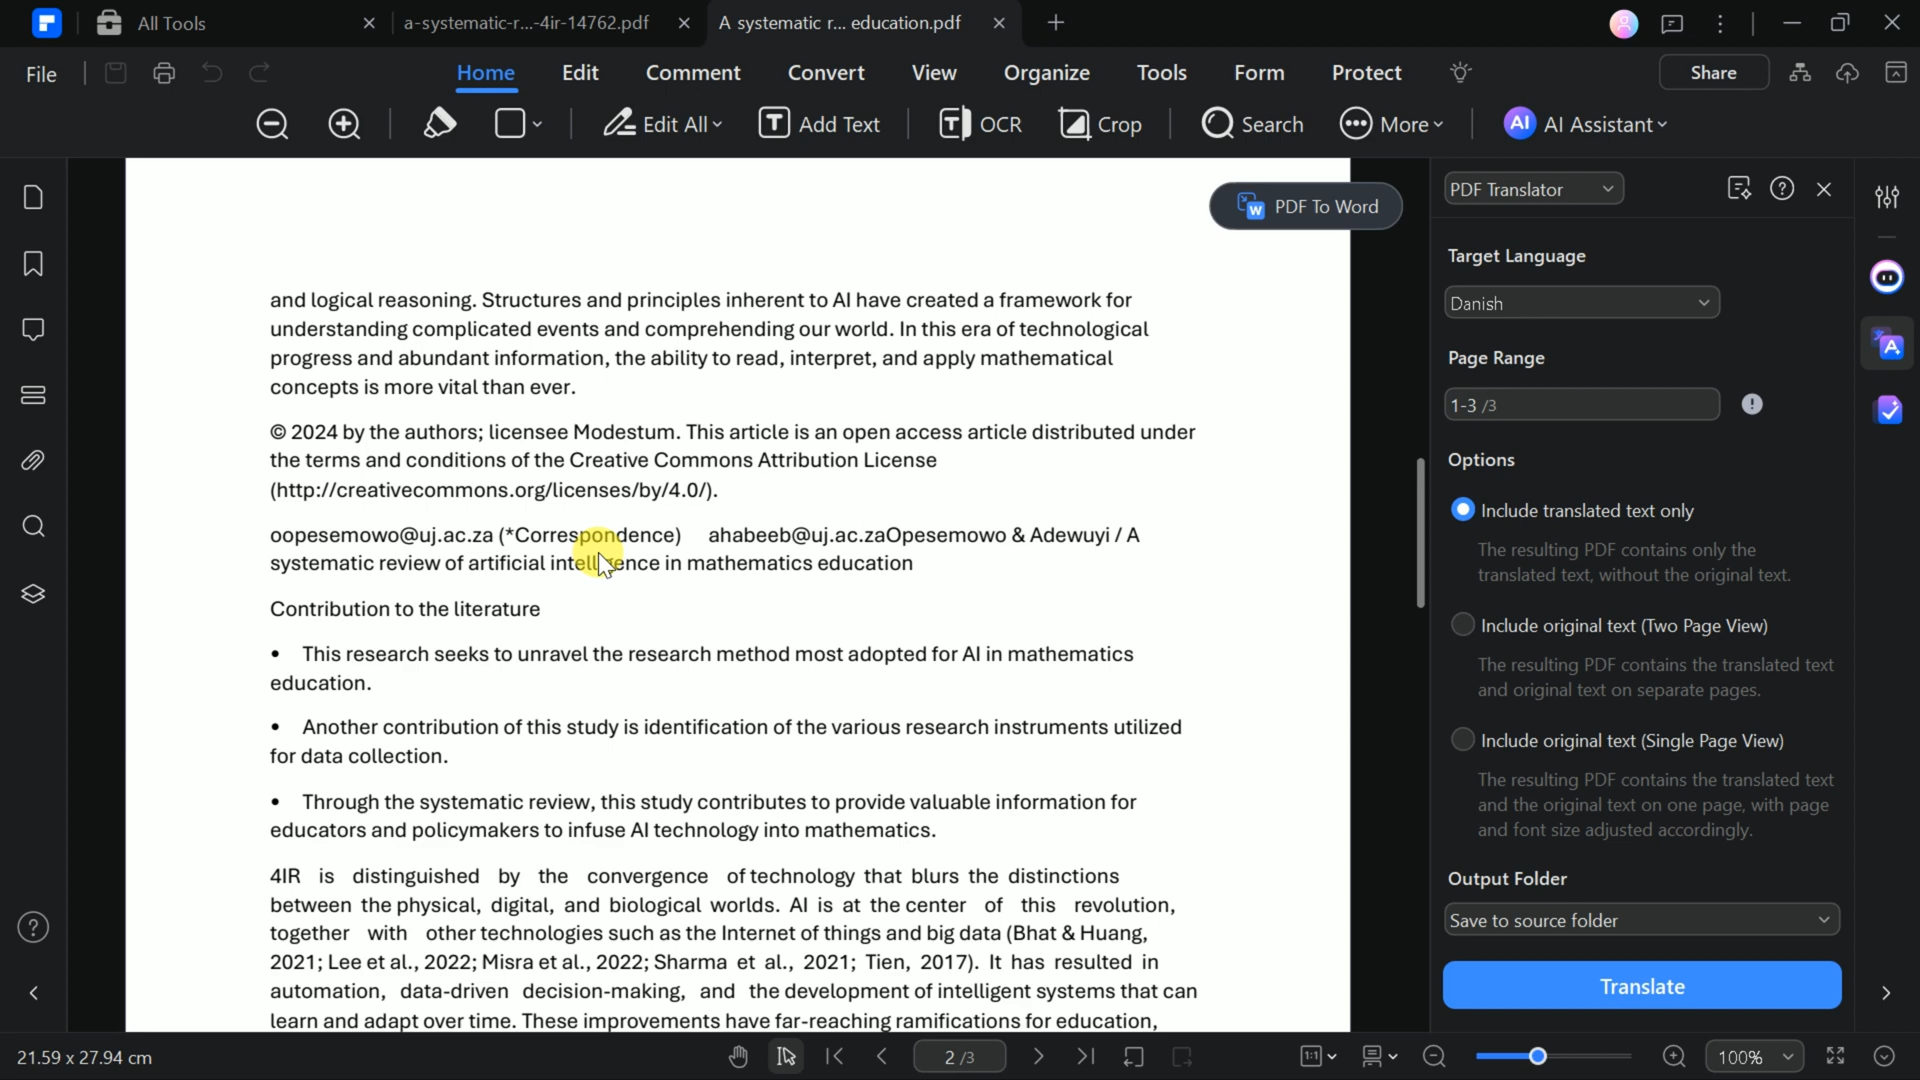 All Tools
a-systematic-r...-4ir-14762.pdf
A systematic r... education.pdf
File
Home
Edit
Comment
Convert
View
Organize
Tools
Form
Protect
Share
Edit All
T Add Text
T OCR
Crop
Search
More
AI AI Assistant
W PDF To Word
and logical reasoning. Structures and principles inherent to AI have created a framework for
understanding complicated events and comprehending our world. In this era of technological
progress and abundant information, the ability to read, interpret, and apply mathematical
concepts is more vital than ever.
© 2024 by the authors; licensee Modestum. This article is an open access article distributed under
the terms and conditions of the Creative Commons Attribution License
(http://creativecommons.org/licenses/by/4.0/).
oopesemowo@uj.ac.za (*Correspondence) ahabeeb@uj.ac.zaOpesemowo & Adewuyi / A
systematic review of artificial intelligence in mathematics education
Contribution to the literature
• This research seeks to unravel the research method most adopted for AI in mathematics
education.
• Another contribution of this study is identification of the various research instruments utilized
for data collection.
• Through the systematic review, this study contributes to provide valuable information for
educators and policymakers to infuse AI technology into mathematics.
4IR is distinguished by the convergence of technology that blurs the distinctions
between the physical, digital, and biological worlds. AI is at the center of this revolution,
together with other technologies such as the Internet of things and big data (Bhat & Huang,
2021; Lee et al., 2022; Misra et al., 2022; Sharma et al., 2021; Tien, 2017). It has resulted in
automation, data-driven decision-making, and the development of intelligent systems that can
learn and adapt over time. These improvements have far-reaching ramifications for education,
PDF Translator
Target Language
Danish
Page Range
1-3 /3
Options
Include translated text only
The resulting PDF contains only the
translated text, without the original text.
Include original text (Two Page View)
The resulting PDF contains the translated text
and original text on separate pages.
Include original text (Single Page View)
The resulting PDF contains the translated text
and the original text on one page, with page
and font size adjusted accordingly.
Output Folder
Save to source folder
Translate
21.59 x 27.94 cm
2 /3
1:1
100%